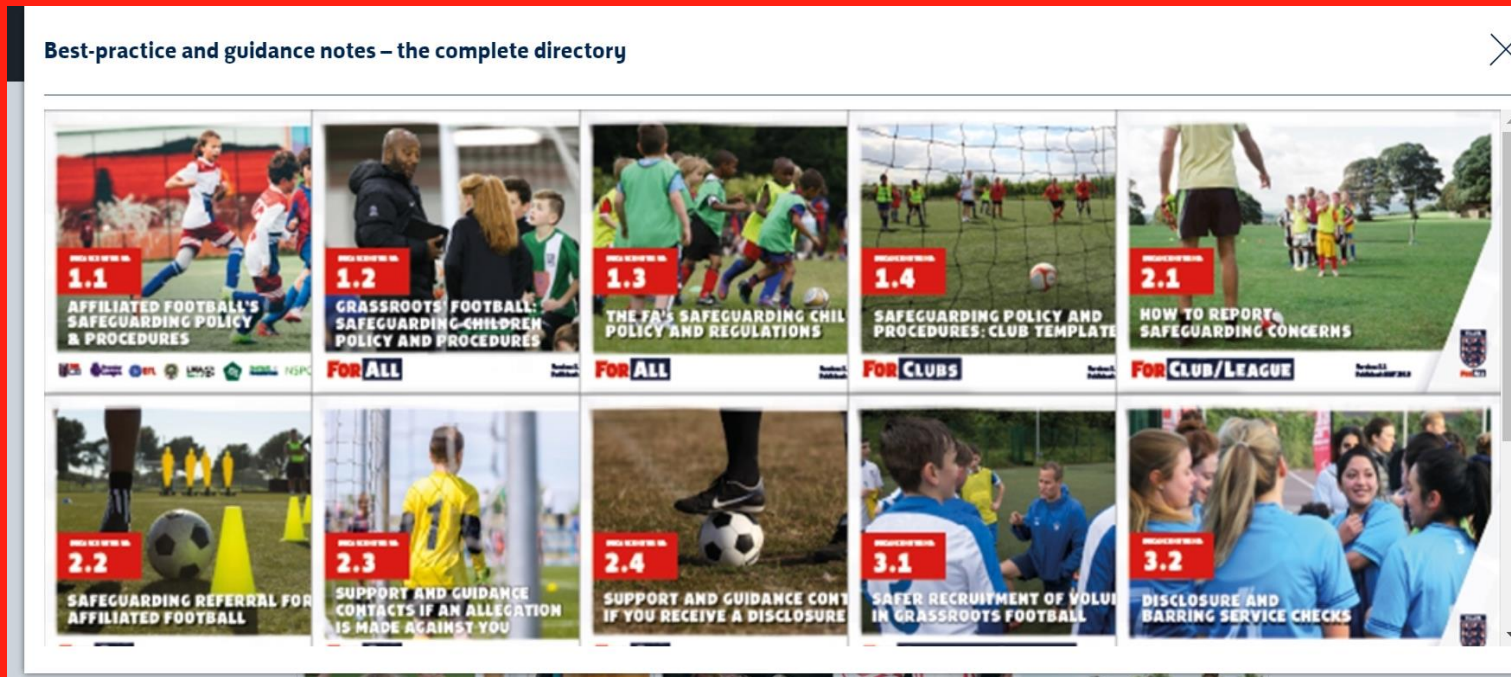 Best-practice and guidance notes – the complete directory
1.1
AFFILIATED FOOTBALL'S
SAFEGUARDING POLICY
& PROCEDURES
NSPC
1.2
GRASSROOTS FOOTBALL:
SAFEGUARDING CHILDREN
POLICY AND PROCEDURES
FOR ALL
1.3
THE FA'S SAFEGUARDING CHIL
POLICY AND REGULATIONS
FOR ALL
1.4
SAFEGUARDING POLICY AND
PROCEDURES: CLUB TEMPLATE
FOR CLUBS
2.1
HOW TO REPORT
SAFEGUARDING CONCERNS
FOR CLUB/LEAGUE
2.2
SAFEGUARDING REFERRAL FOR
AFFILIATED FOOTBALL
2.3
SUPPORT AND GUIDANCE
CONTACTS IF AN ALLEGATION
IS MADE AGAINST YOU
1
2.4
SUPPORT AND GUIDANCE CONT
IF YOU RECEIVE A DISCLOSURE
3.1
SAFER RECRUITMENT OF VOLU
IN GRASSROOTS FOOTBALL
3.2
DISCLOSURE AND
BARRING SERVICE CHECKS